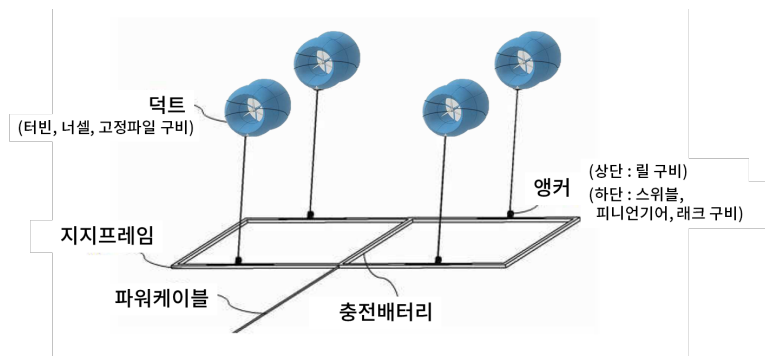 덕트
(터빈, 너셀, 고정파일 구비)
앵커
(상단 : 릴 구비)
(하단 : 스위블,
피니언기어, 래크 구비)
지지프레임
파워케이블
충전배터리